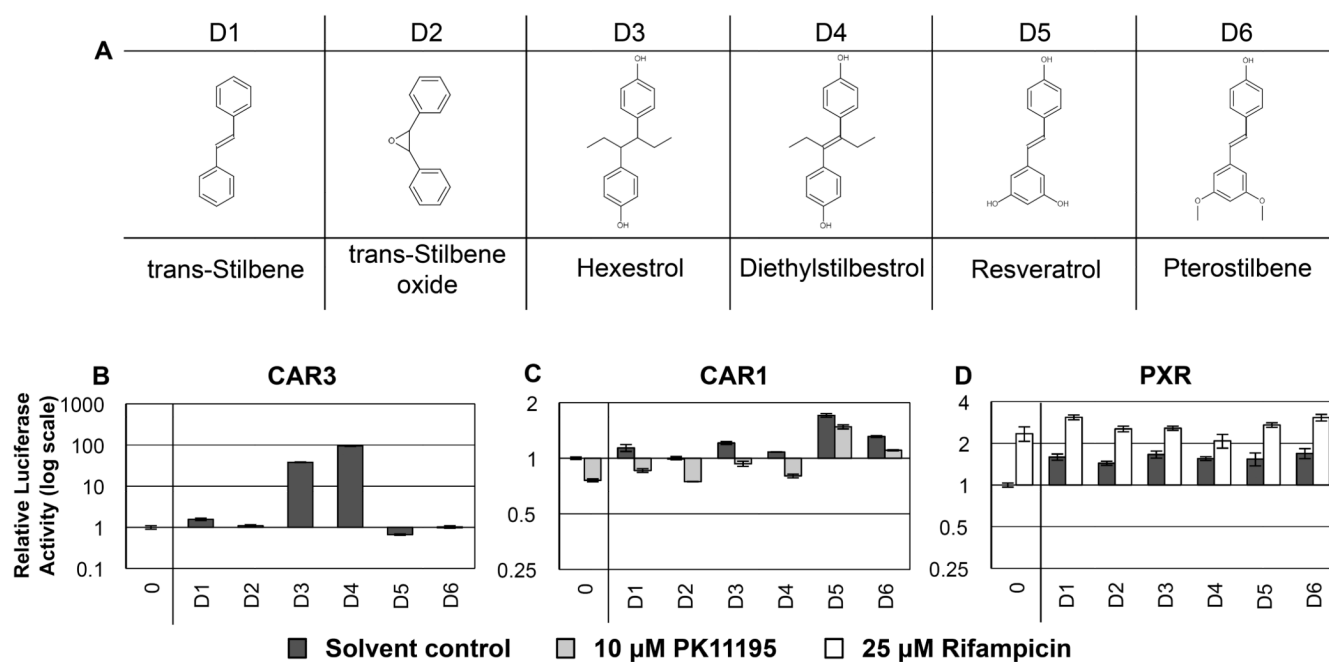 A
D1 D2 D3 D4 D5 D6
OH OH OH OH
O
OH OH HO OH O O
trans-Stilbene trans-Stilbene oxide Hexestrol Diethylstilbestrol Resveratrol Pterostilbene
B CAR3
Relative Luciferase
Activity (log scale)
1000
100
10
1
0.1
0 D1 D2 D3 D4 D5 D6
C CAR1
2
1
0.5
0.25
0 D1 D2 D3 D4 D5 D6
D PXR
4
2
1
0.5
0.25
0 D1 D2 D3 D4 D5 D6
Solvent control 10 µM PK11195 25 µM Rifampicin